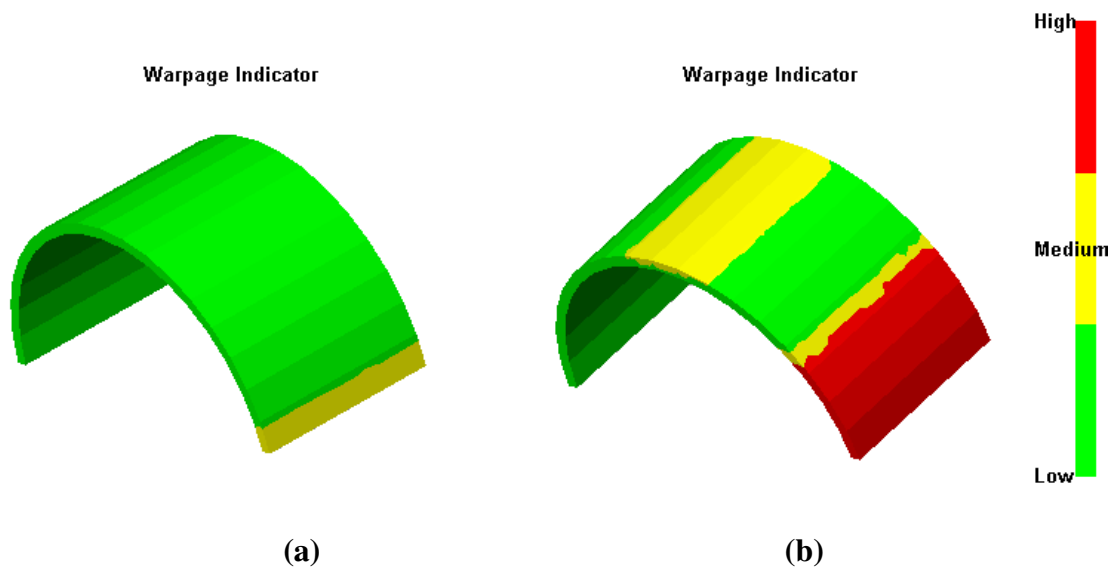 High
Warpage Indicator
Warpage Indicator
Medium
Low
(a)
(b)